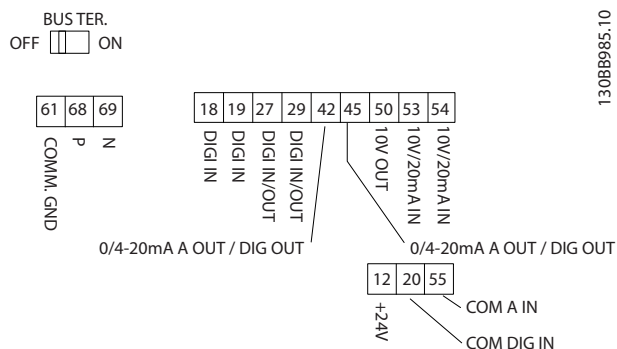 BUS TER.
OFF ON
130BB985.10
61 68 69
18 19 27 29 42 45 50 53 54
COMM. GND
P
N
DIGI IN
DIGI IN
DIGI IN/OUT
DIGI IN/OUT
10V OUT
10V/20mA IN
10V/20mA IN
0/4-20mA A OUT / DIG OUT
0/4-20mA A OUT / DIG OUT
12 20 55
+24V
COM A IN
COM DIG IN